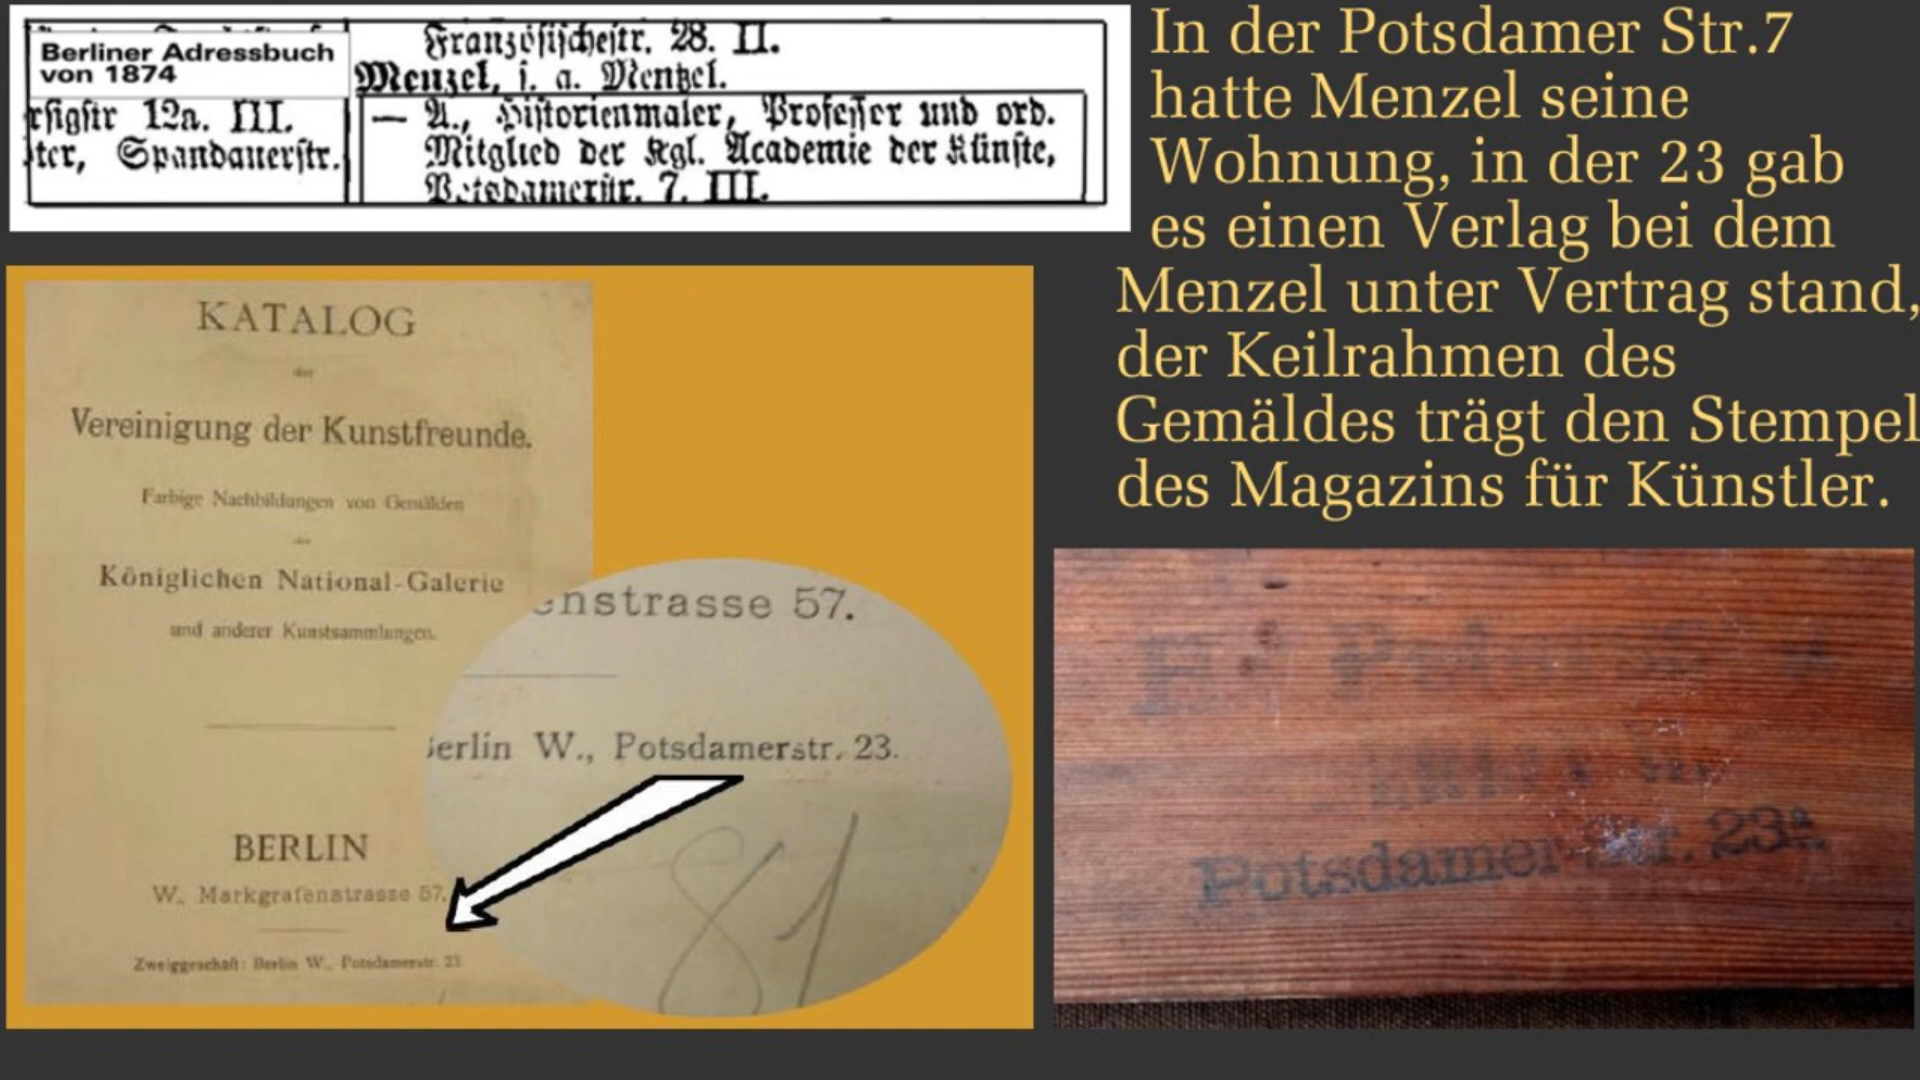 Berliner Adressbuch
von 1874
Französischestr. 28. II.
Menzel, s. a. Mentzel.
rsigstr 12a. III.
ter, Spandauerstr.
— A., Historienmaler, Professor und ord.
Mitglied der Kgl. Academie der Künste,
Potsdamerstr. 7. III.
In der Potsdamer Str.7
hatte Menzel seine
Wohnung, in der 23 gab
es einen Verlag bei dem
Menzel unter Vertrag stand,
der Keilrahmen des
Gemäldes trägt den Stempel
des Magazins für Künstler.
KATALOG
der
Vereinigung der Kunstfreunde.
Farbige Nachbildungen von Gemälden
der
Königlichen National-Galerie
und anderer Kunstsammlungen.
BERLIN
W., Markgrafenstrasse 57.
Zweiggeschäft: Berlin W., Potsdamerstr. 23
enstrasse 57.
Berlin W., Potsdamerstr. 23.
81
Potsdamer Str. 23a.